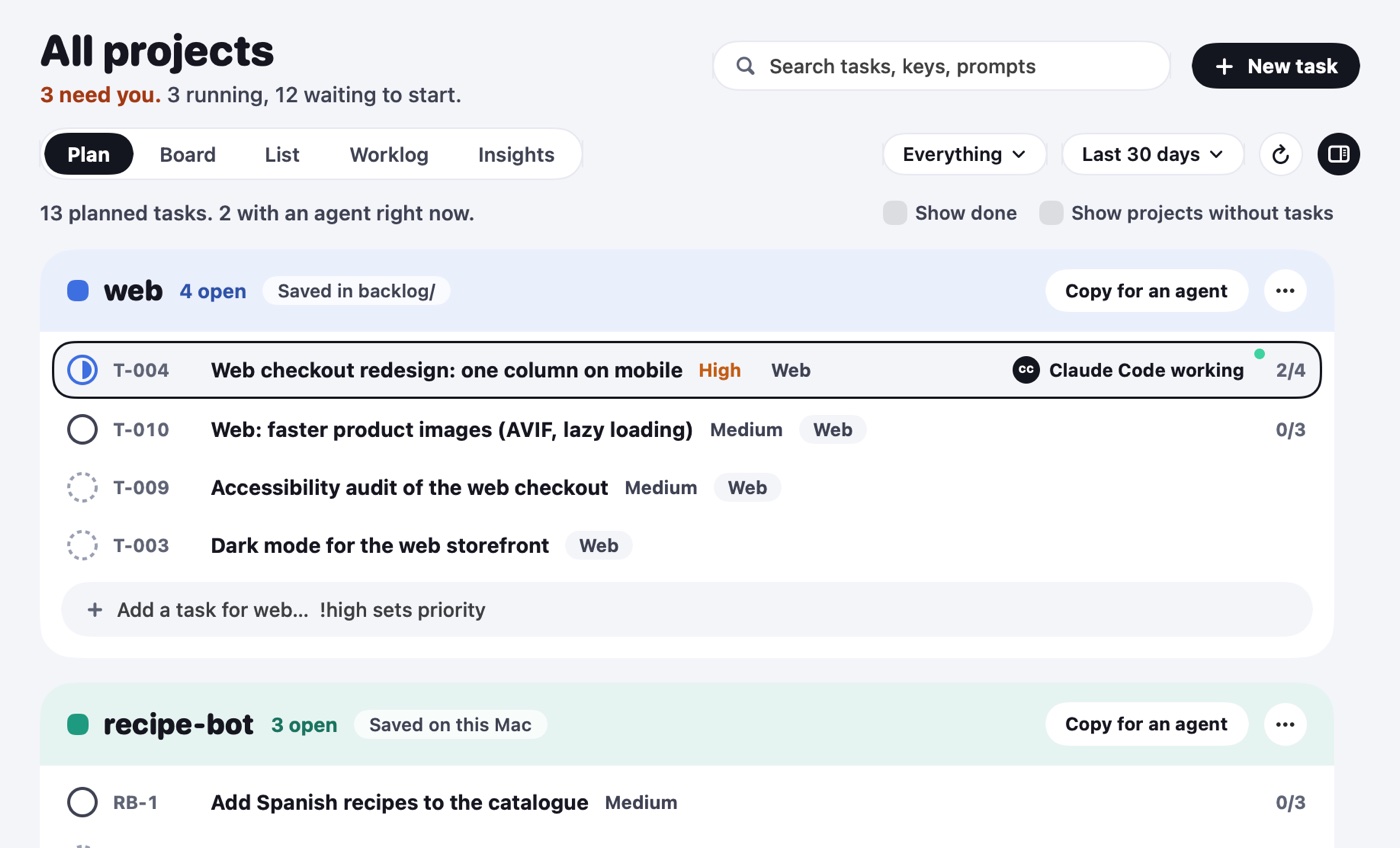 All projects
3 need you. 3 running, 12 waiting to start.
Search tasks, keys, prompts
+ New task
Plan Board List Worklog Insights
Everything Last 30 days
13 planned tasks. 2 with an agent right now.
Show done Show projects without tasks
web 4 open Saved in backlog/ Copy for an agent ...
T-004 Web checkout redesign: one column on mobile High Web cc Claude Code working 2/4
T-010 Web: faster product images (AVIF, lazy loading) Medium Web 0/3
T-009 Accessibility audit of the web checkout Medium Web
T-003 Dark mode for the web storefront Web
+ Add a task for web... !high sets priority
recipe-bot 3 open Saved on this Mac Copy for an agent ...
RB-1 Add Spanish recipes to the catalogue Medium 0/3